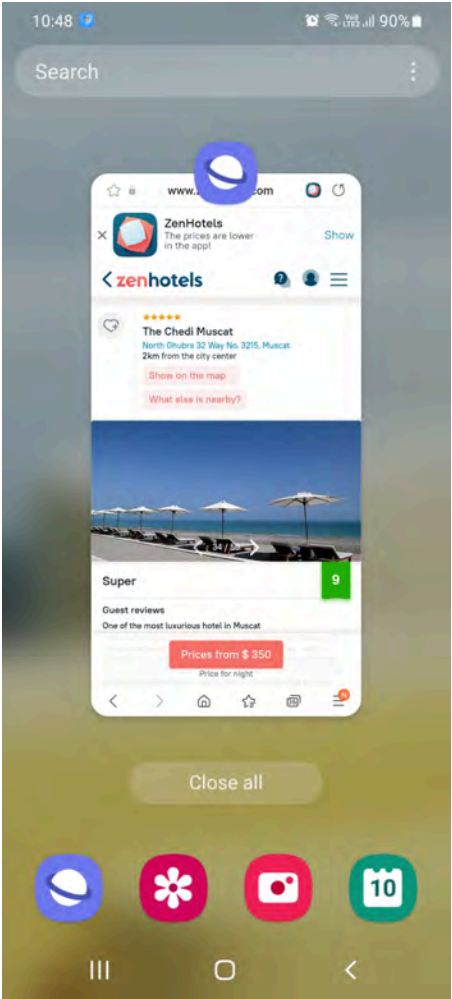 10:48
90%
Search
ZenHotels
The prices are lower
in the app!
Show
zenhotels
The Chedi Muscat
North Ghubra 32 Way No. 3215, Muscat
2km from the city center
Show on the map
What else is nearby?
Super
9
Guest reviews
One of the most luxurious hotel in Muscat
Prices from $ 350
Price for night
N
Close all
10